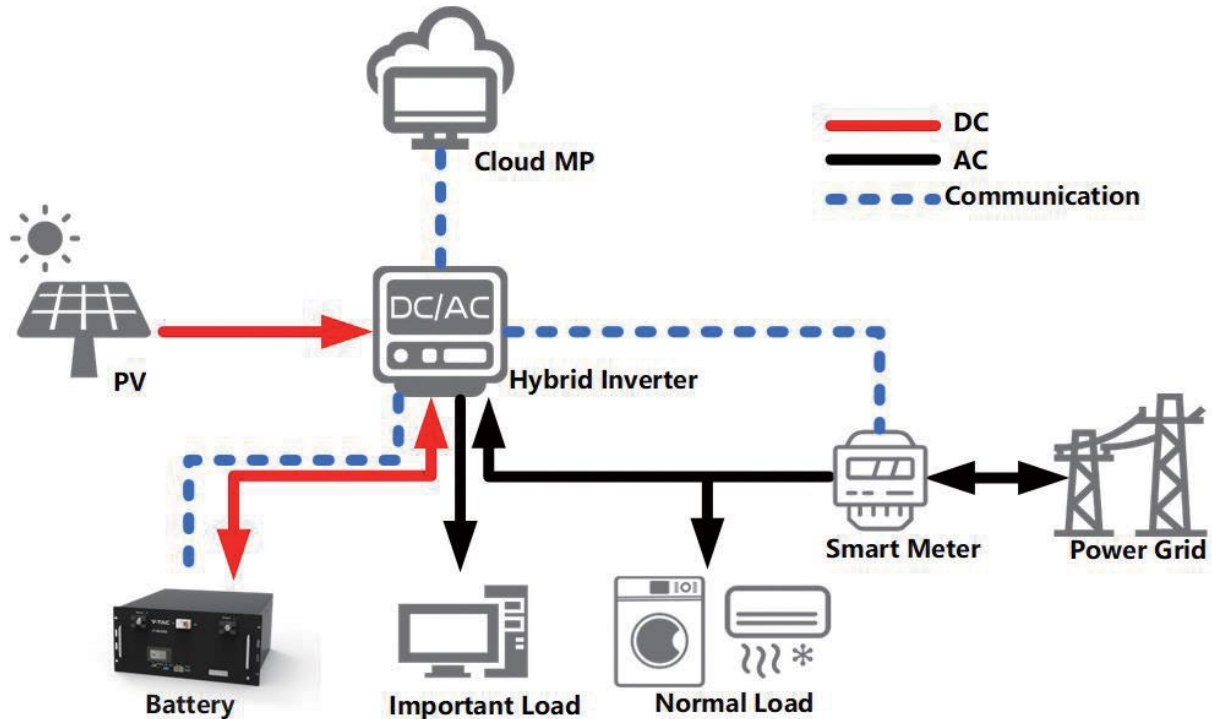 Cloud MP
DC
AC
Communication
DC/AC
PV
Hybrid Inverter
Smart Meter
Power Grid
V-TAC
Battery
Important Load
Normal Load